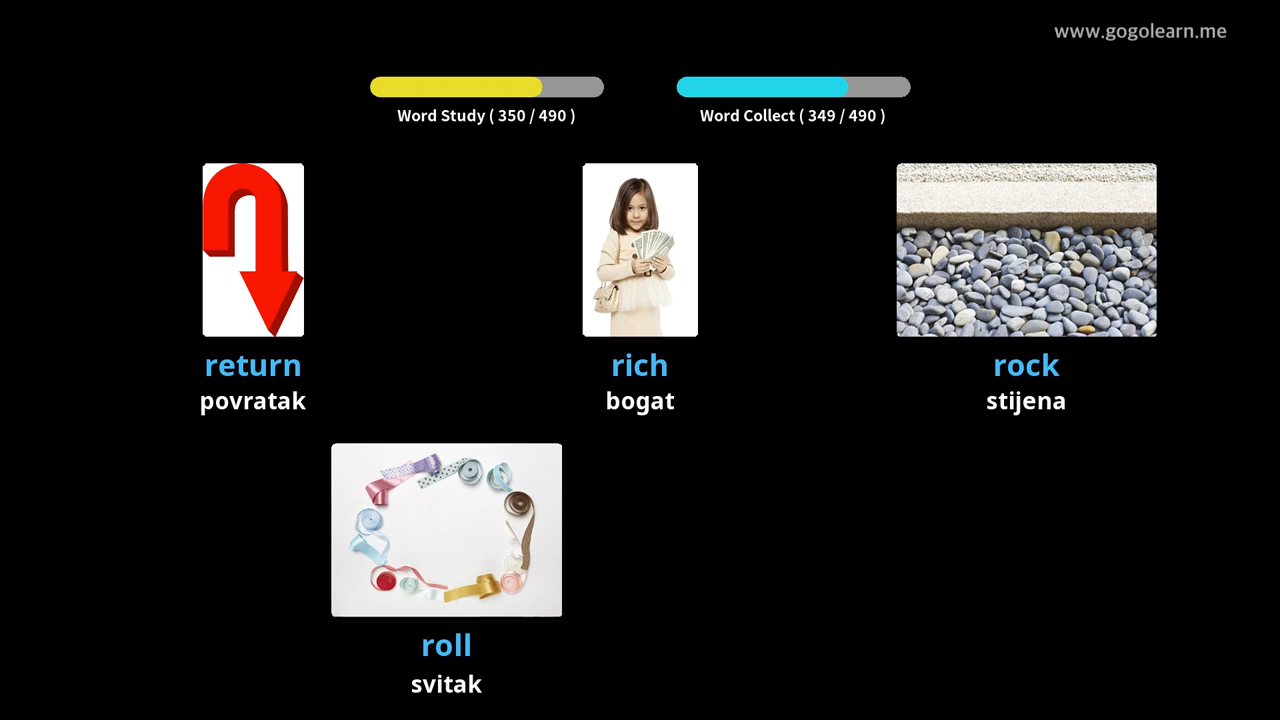 www.gogolearn.me
Word Study ( 350 / 490 )
Word Collect ( 349 / 490 )
return
povratak
rich
bogat
rock
stijena
roll
svitak